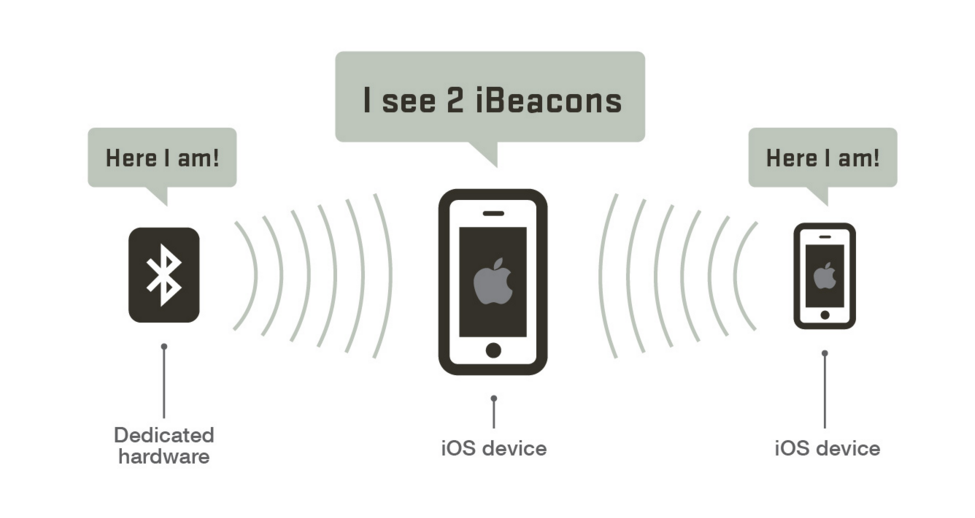 I see 2 iBeacons
Here I am!
Here I am!
Dedicated
hardware
iOS device
iOS device